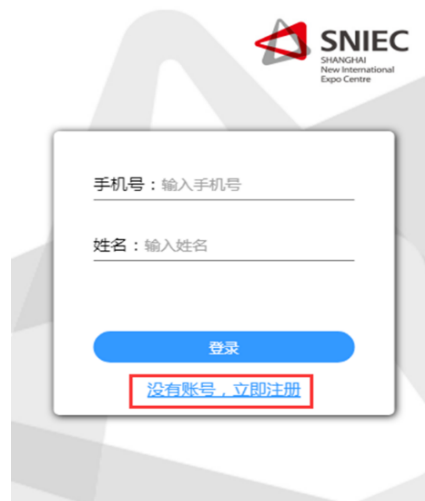 SNIEC
SHANGHAI
New International
Expo Centre
手机号：输入手机号
姓名：输入姓名
登录
没有账号，立即注册